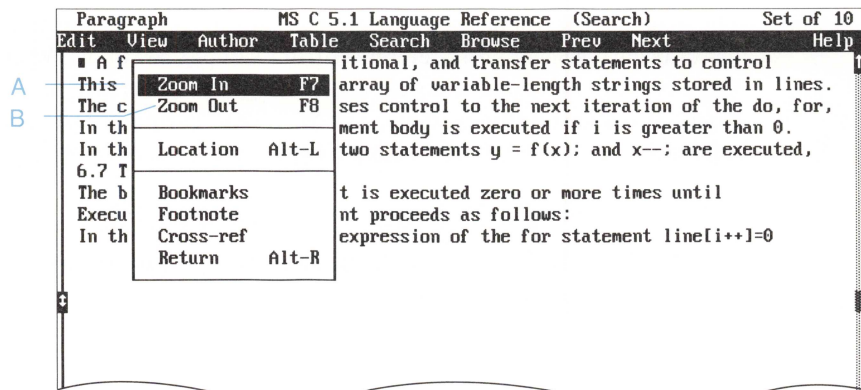 Paragraph MS C 5.1 Language Reference (Search) Set of 10
Edit View Author Table Search Browse Prev Next Help
■ A f itional, and transfer statements to control
A This Zoom In F7 array of variable-length strings stored in lines.
B The c Zoom Out F8 ses control to the next iteration of the do, for,
In th ment body is executed if i is greater than 0.
In th Location Alt-L two statements y = f(x); and x--; are executed,
6.7 T
The b Bookmarks t is executed zero or more times until
Execu Footnote nt proceeds as follows:
In th Cross-ref expression of the for statement line[i++]=0
Return Alt-R